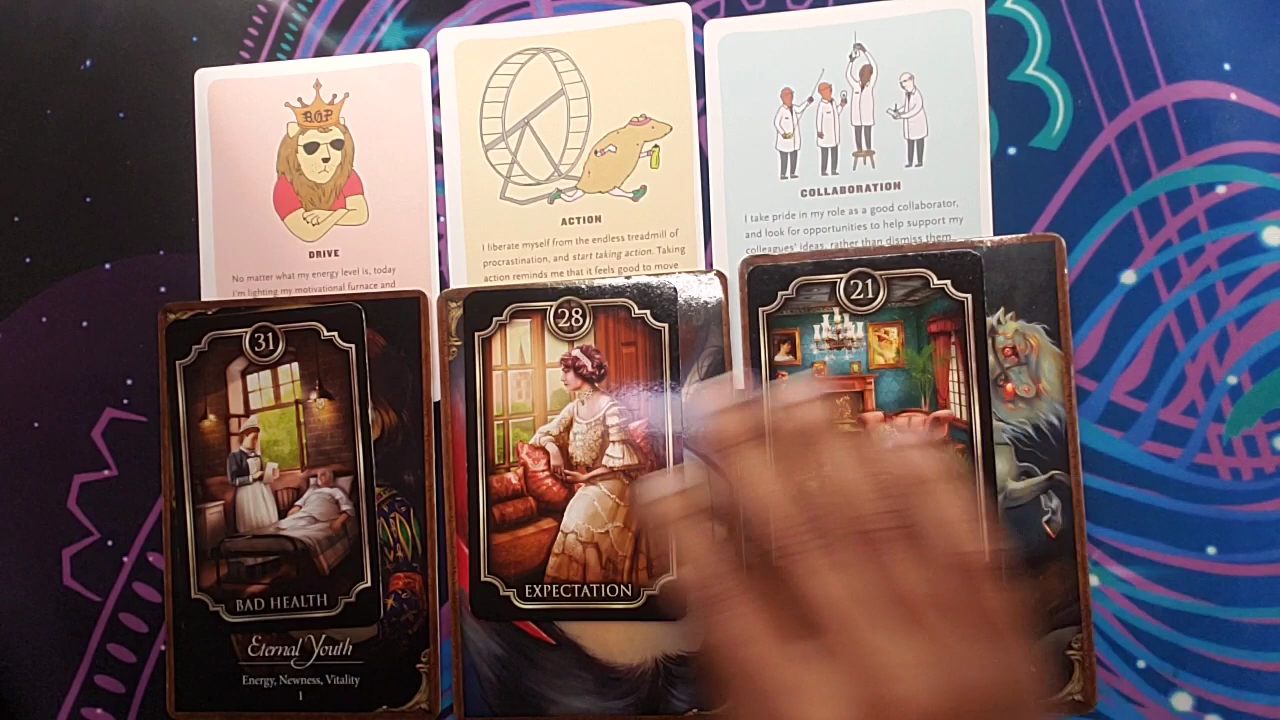 B.O.P.
DRIVE
No matter what my energy level is, today
I'm lighting my motivational furnace and
ACTION
I liberate myself from the endless treadmill of
procrastination, and start taking action. Taking
action reminds me that it feels good to move
COLLABORATION
I take pride in my role as a good collaborator,
and look for opportunities to help support my
colleagues' ideas, rather than dismiss them
31
BAD HEALTH
Eternal Youth
Energy, Newness, Vitality
1
28
EXPECTATION
21